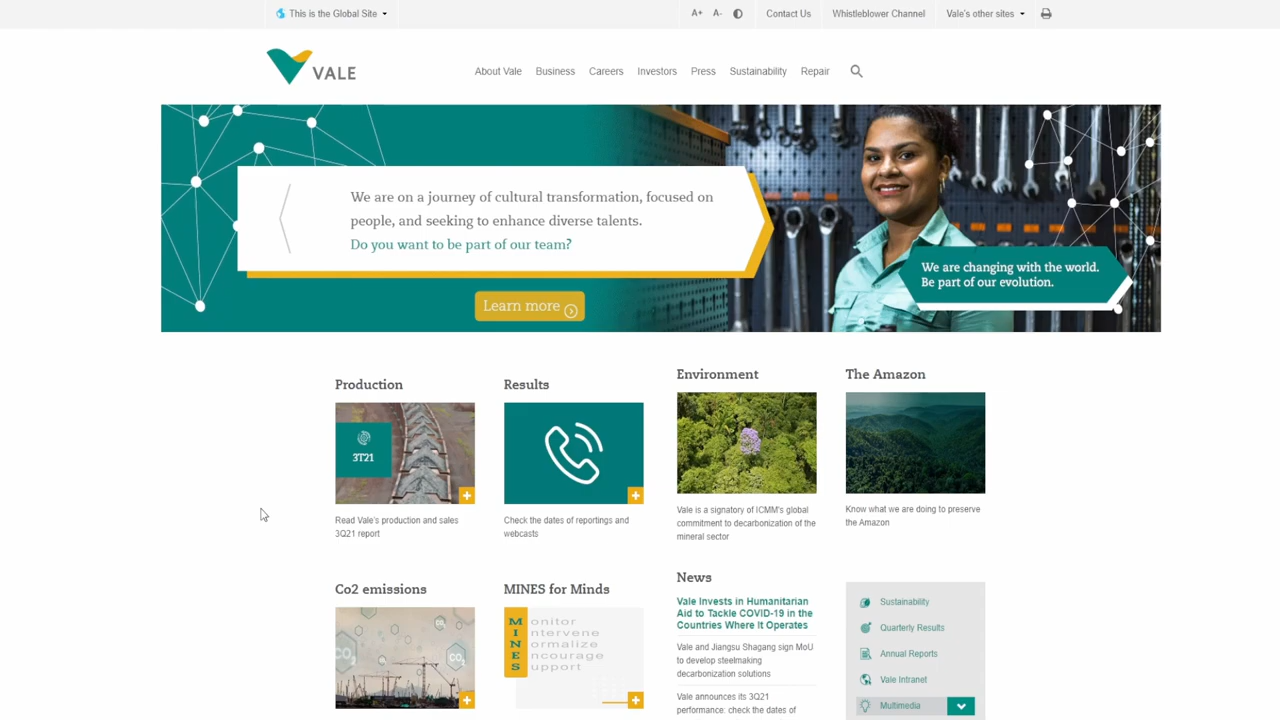 This is the Global Site
A+ A- Contact Us Whistleblower Channel Vale's other sites
VALE
About Vale Business Careers Investors Press Sustainability Repair
We are on a journey of cultural transformation, focused on
people, and seeking to enhance diverse talents.
Do you want to be part of our team?
Learn more
We are changing with the world.
Be part of our evolution.
Production
3T21
Read Vale's production and sales
3Q21 report
Results
Check the dates of reportings and
webcasts
Environment
Vale is a signatory of ICMM's global
commitment to decarbonization of the
mineral sector
The Amazon
Know what we are doing to preserve
the Amazon
Co2 emissions
CO2
CO2
MINES for Minds
Monitor
Intervene
Normalize
Encourage
Support
News
Vale Invests in Humanitarian
Aid to Tackle COVID-19 in the
Countries Where It Operates
Vale and Jiangsu Shagang sign MoU
to develop steelmaking
decarbonization solutions
Vale announces its 3Q21
performance: check the dates of
Sustainability
Quarterly Results
Annual Reports
Vale Intranet
Multimedia